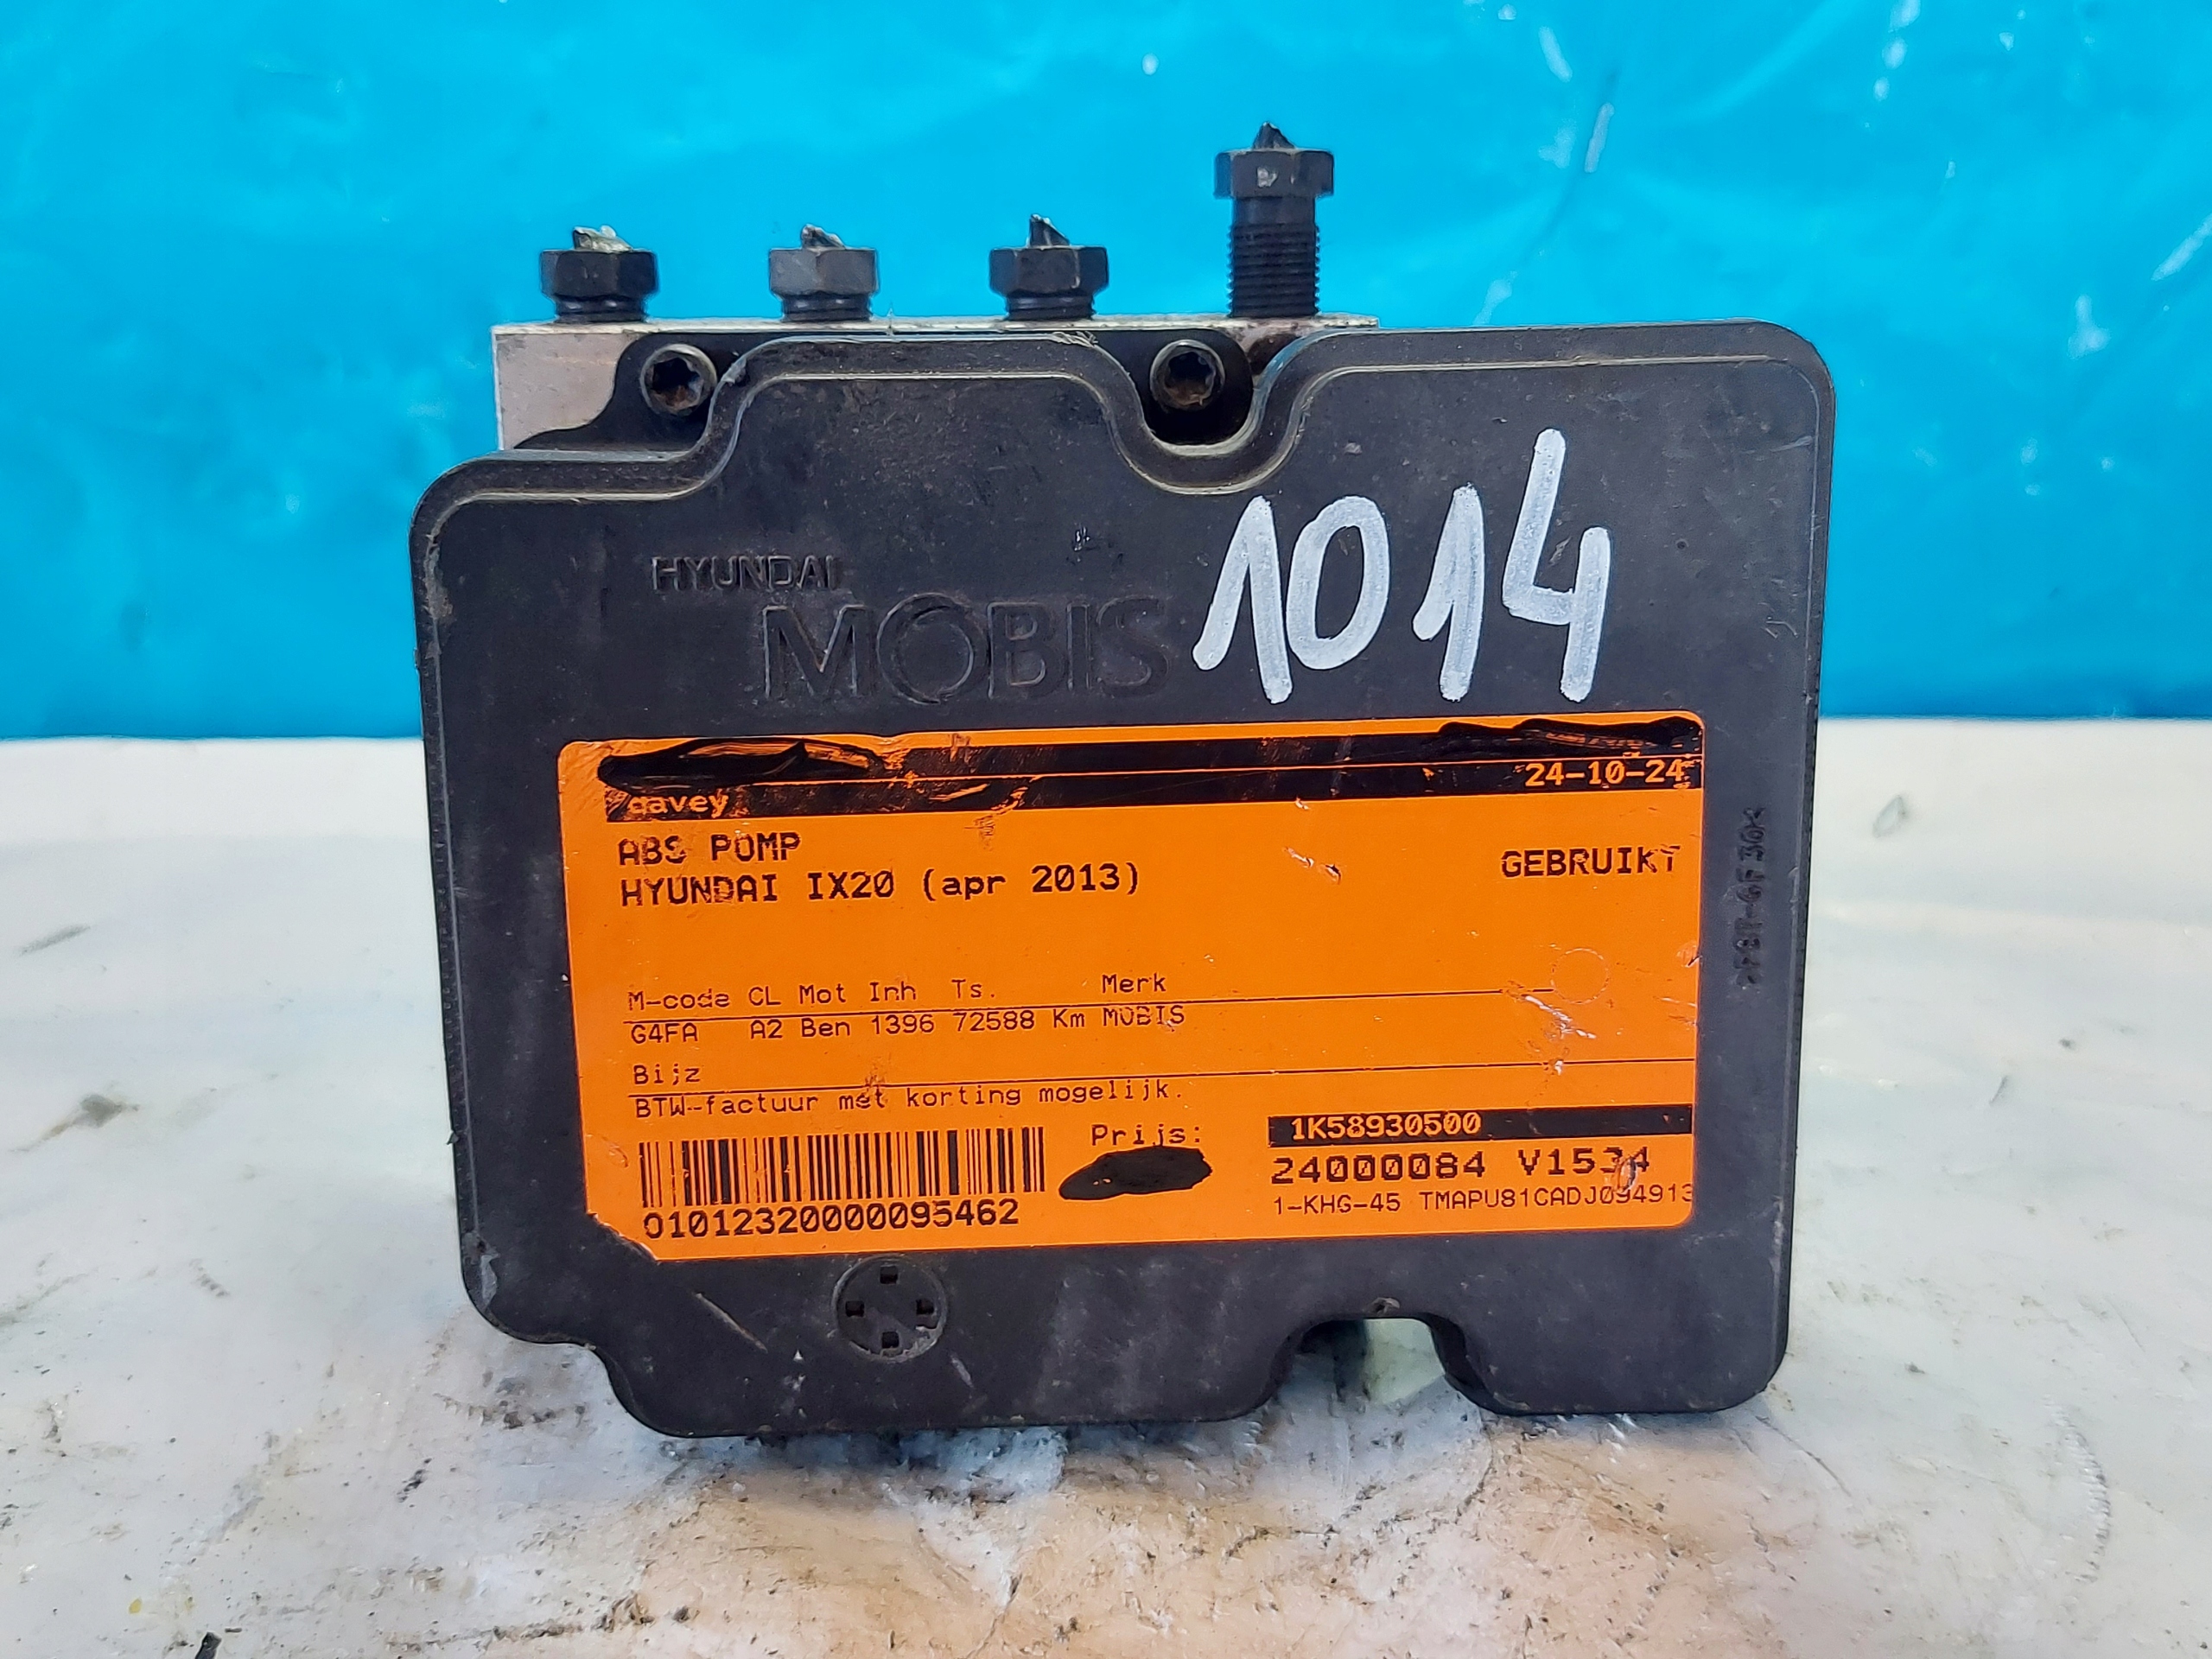 1014
HYUNDAI
MOBIS
24-10-24
davey
ABS POMP
HYUNDAI IX20 (apr 2013)
GEBRUIKT
M-code CL Mot Inh Ts. Merk
G4FA A2 Ben 1396 72588 Km MOBIS
Bijz
BTW-factuur met korting mogelijk.
Prijs:
1K58930500
24000084 V1534
1-KHG-45 TMAPU81CADJ094913
01012320000095462